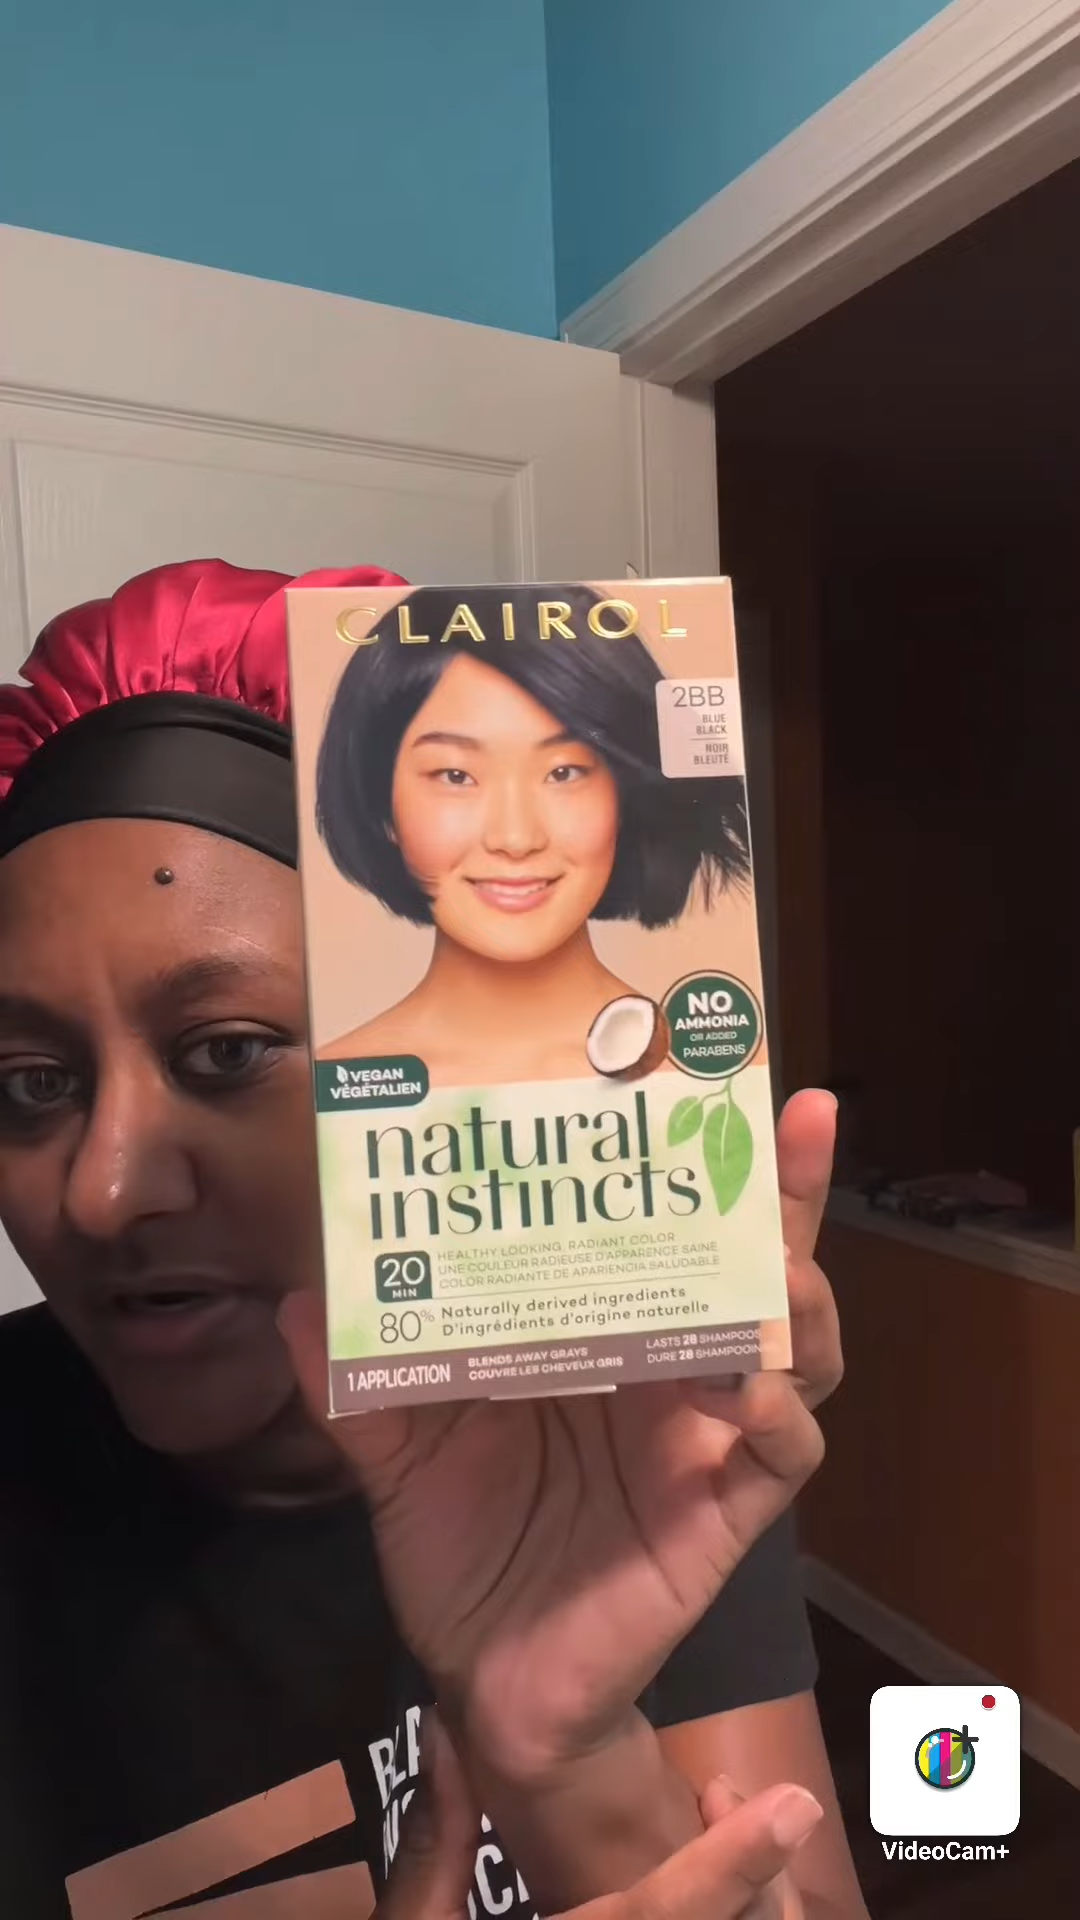 CLAIROL
2BB
BLUE
BLACK
NOIR
BLEUTÉ
NO
AMMONIA
OR ADDED
PARABENS
VEGAN
VÉGÉTALIEN
natural
instincts
20
MIN
HEALTHY LOOKING, RADIANT COLOR
UNE COULEUR RADIEUSE D'APPARENCE SAINE
COLOR RADIANTE DE APARIENCIA SALUDABLE
80% Naturally derived ingredients
D'ingrédients d'origine naturelle
1 APPLICATION
BLENDS AWAY GRAYS
COUVRE LES CHEVEUX GRIS
LASTS 28 SHAMPOOS
DURE 28 SHAMPOOIN
VideoCam+